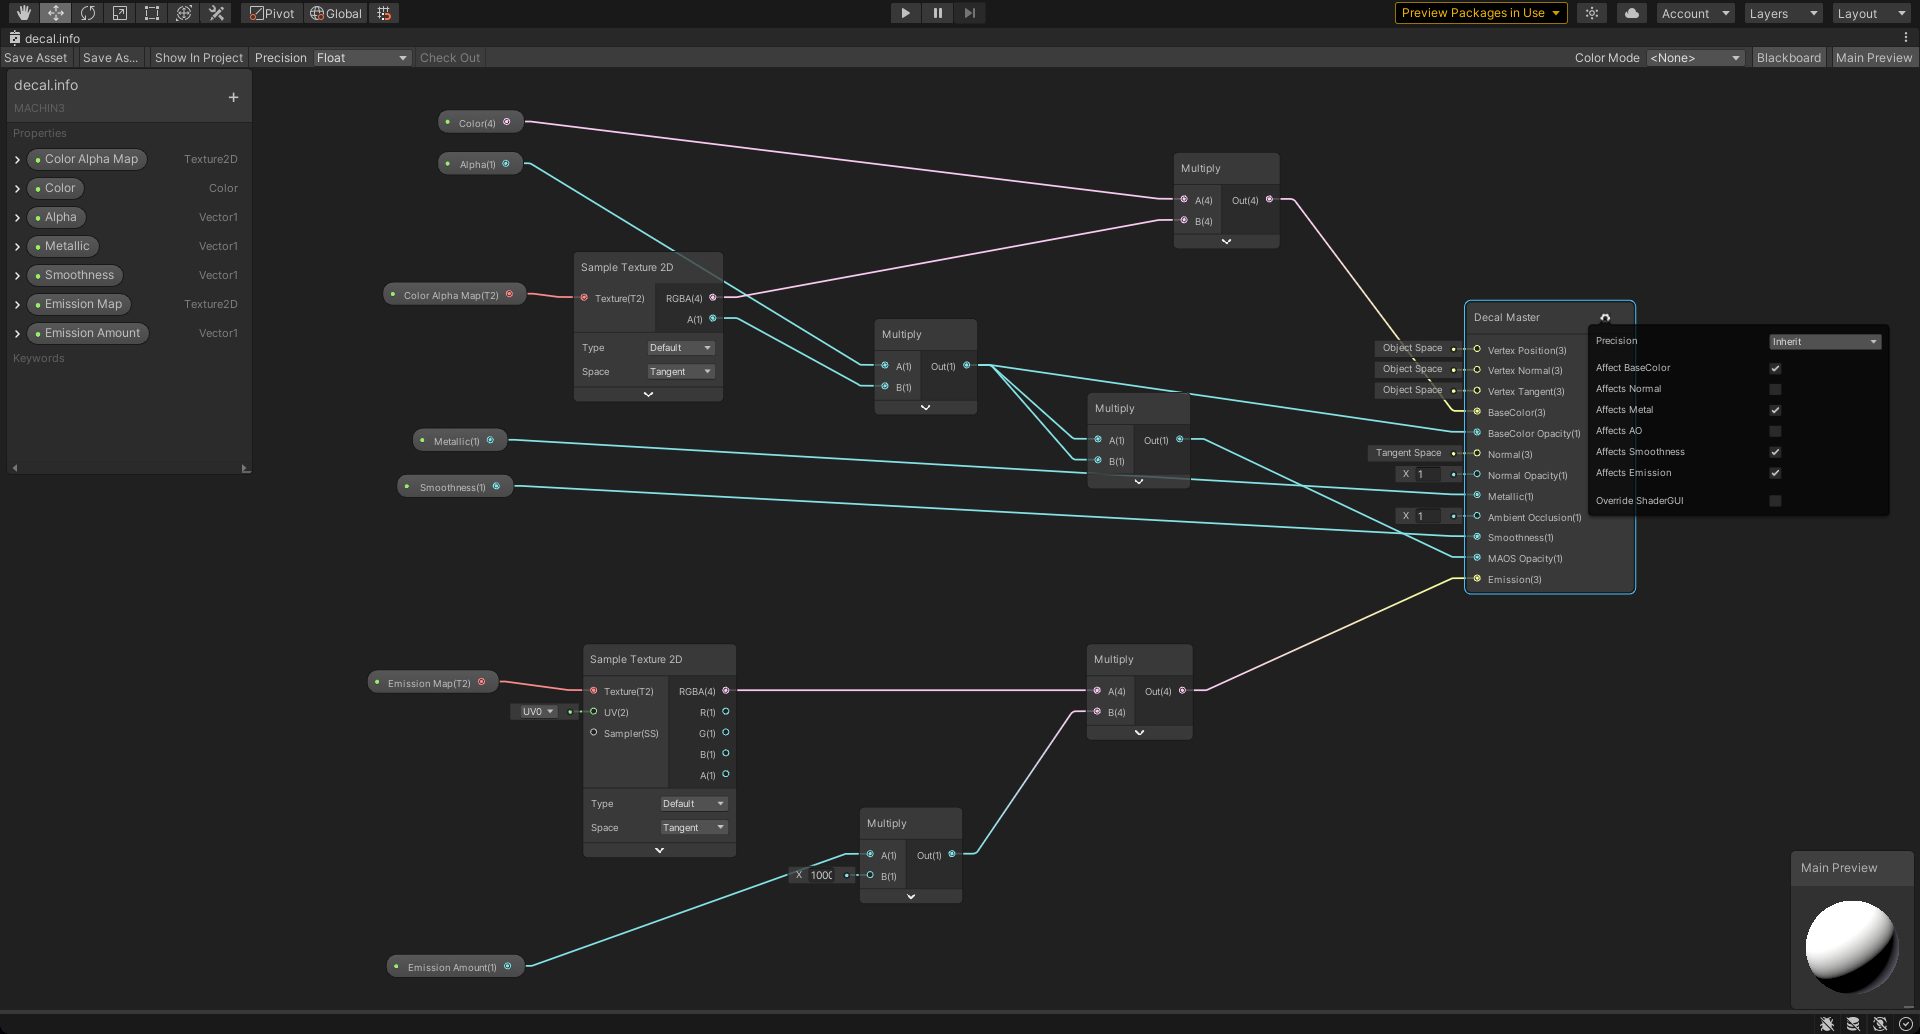 Pivot
Global
Preview Packages in Use
Account
Layers
Layout
decal.info
Save Asset
Save As...
Show In Project
Precision
Float
Check Out
Color Mode
<None>
Blackboard
Main Preview
decal.info
MACHIN3
Properties
Color Alpha Map Texture2D
Color Color
Alpha Vector1
Metallic Vector1
Smoothness Vector1
Emission Map Texture2D
Emission Amount Vector1
Keywords
Color(4)
Alpha(1)
Multiply
A(4) Out(4)
B(4)
Color Alpha Map(T2)
Sample Texture 2D
Texture(T2) RGBA(4)
A(1)
Type Default
Space Tangent
Multiply
A(1) Out(1)
B(1)
Multiply
A(1) Out(1)
B(1)
Metallic(1)
Smoothness(1)
Decal Master
Object Space Vertex Position(3)
Object Space Vertex Normal(3)
Object Space Vertex Tangent(3)
BaseColor(3)
BaseColor Opacity(1)
Tangent Space Normal(3)
X 1 Normal Opacity(1)
Metallic(1)
X 1 Ambient Occlusion(1)
Smoothness(1)
MAOS Opacity(1)
Emission(3)
Precision Inherit
Affect BaseColor
Affects Normal
Affects Metal
Affects AO
Affects Smoothness
Affects Emission
Override ShaderGUI
Emission Map(T2)
Sample Texture 2D
Texture(T2) RGBA(4)
UV0 UV(2) R(1)
Sampler(SS) G(1)
B(1)
A(1)
Type Default
Space Tangent
Multiply
A(4) Out(4)
B(4)
Multiply
A(1) Out(1)
X B(1)
Emission Amount(1)
Main Preview